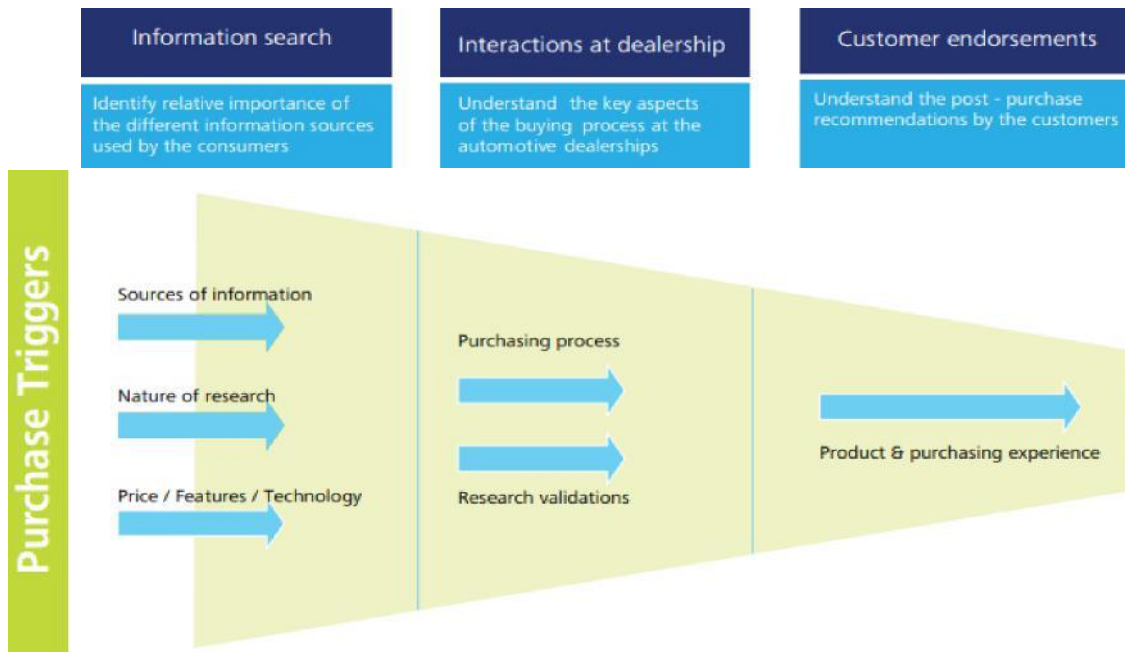 Information search
Interactions at dealership
Customer endorsements
Identify relative importance of
the different information sources
used by the consumers
Understand the key aspects
of the buying process at the
automotive dealerships
Understand the post - purchase
recommendations by the customers
Purchase Triggers
Sources of information
Nature of research
Price / Features / Technology
Purchasing process
Research validations
Product & purchasing experience